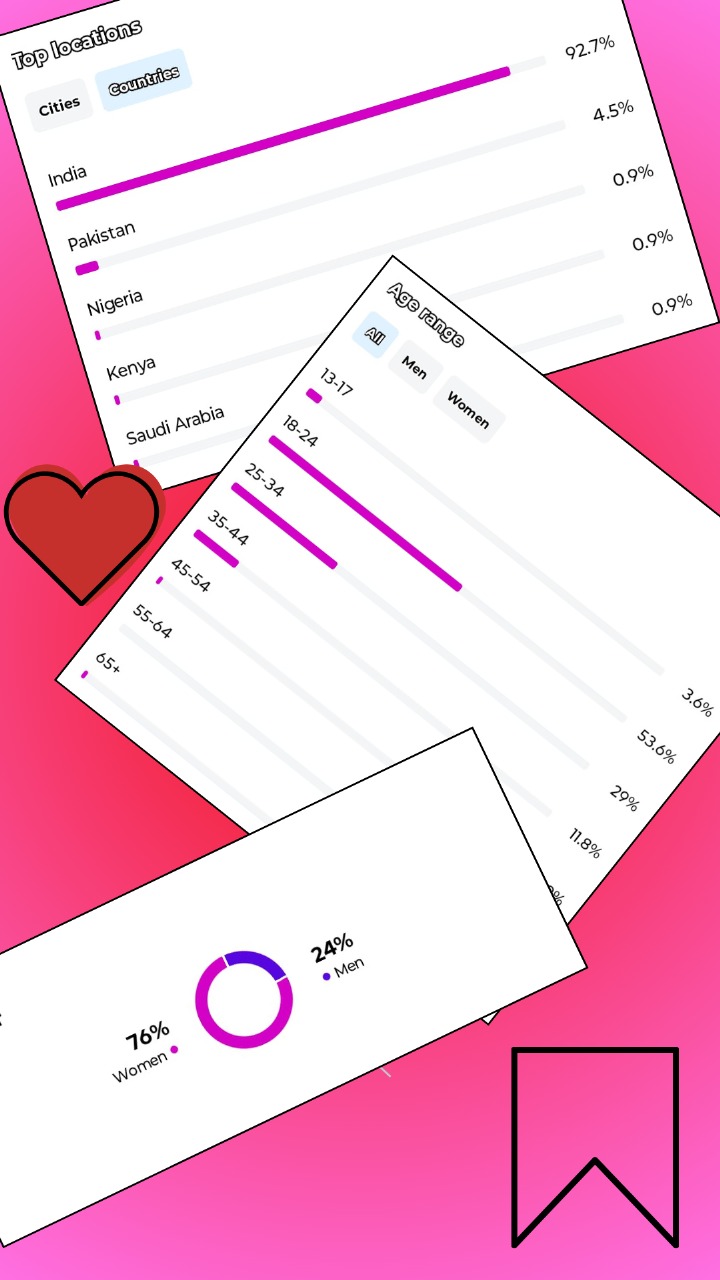 Top locations
Cities
Countries
India
92.7%
Pakistan
4.5%
Nigeria
0.9%
Kenya
0.9%
Saudi Arabia
0.9%
Age range
All
Men
Women
13-17
3.6%
18-24
53.6%
25-34
29%
35-44
11.8%
45-54
55-64
65+
24%
Men
76%
Women